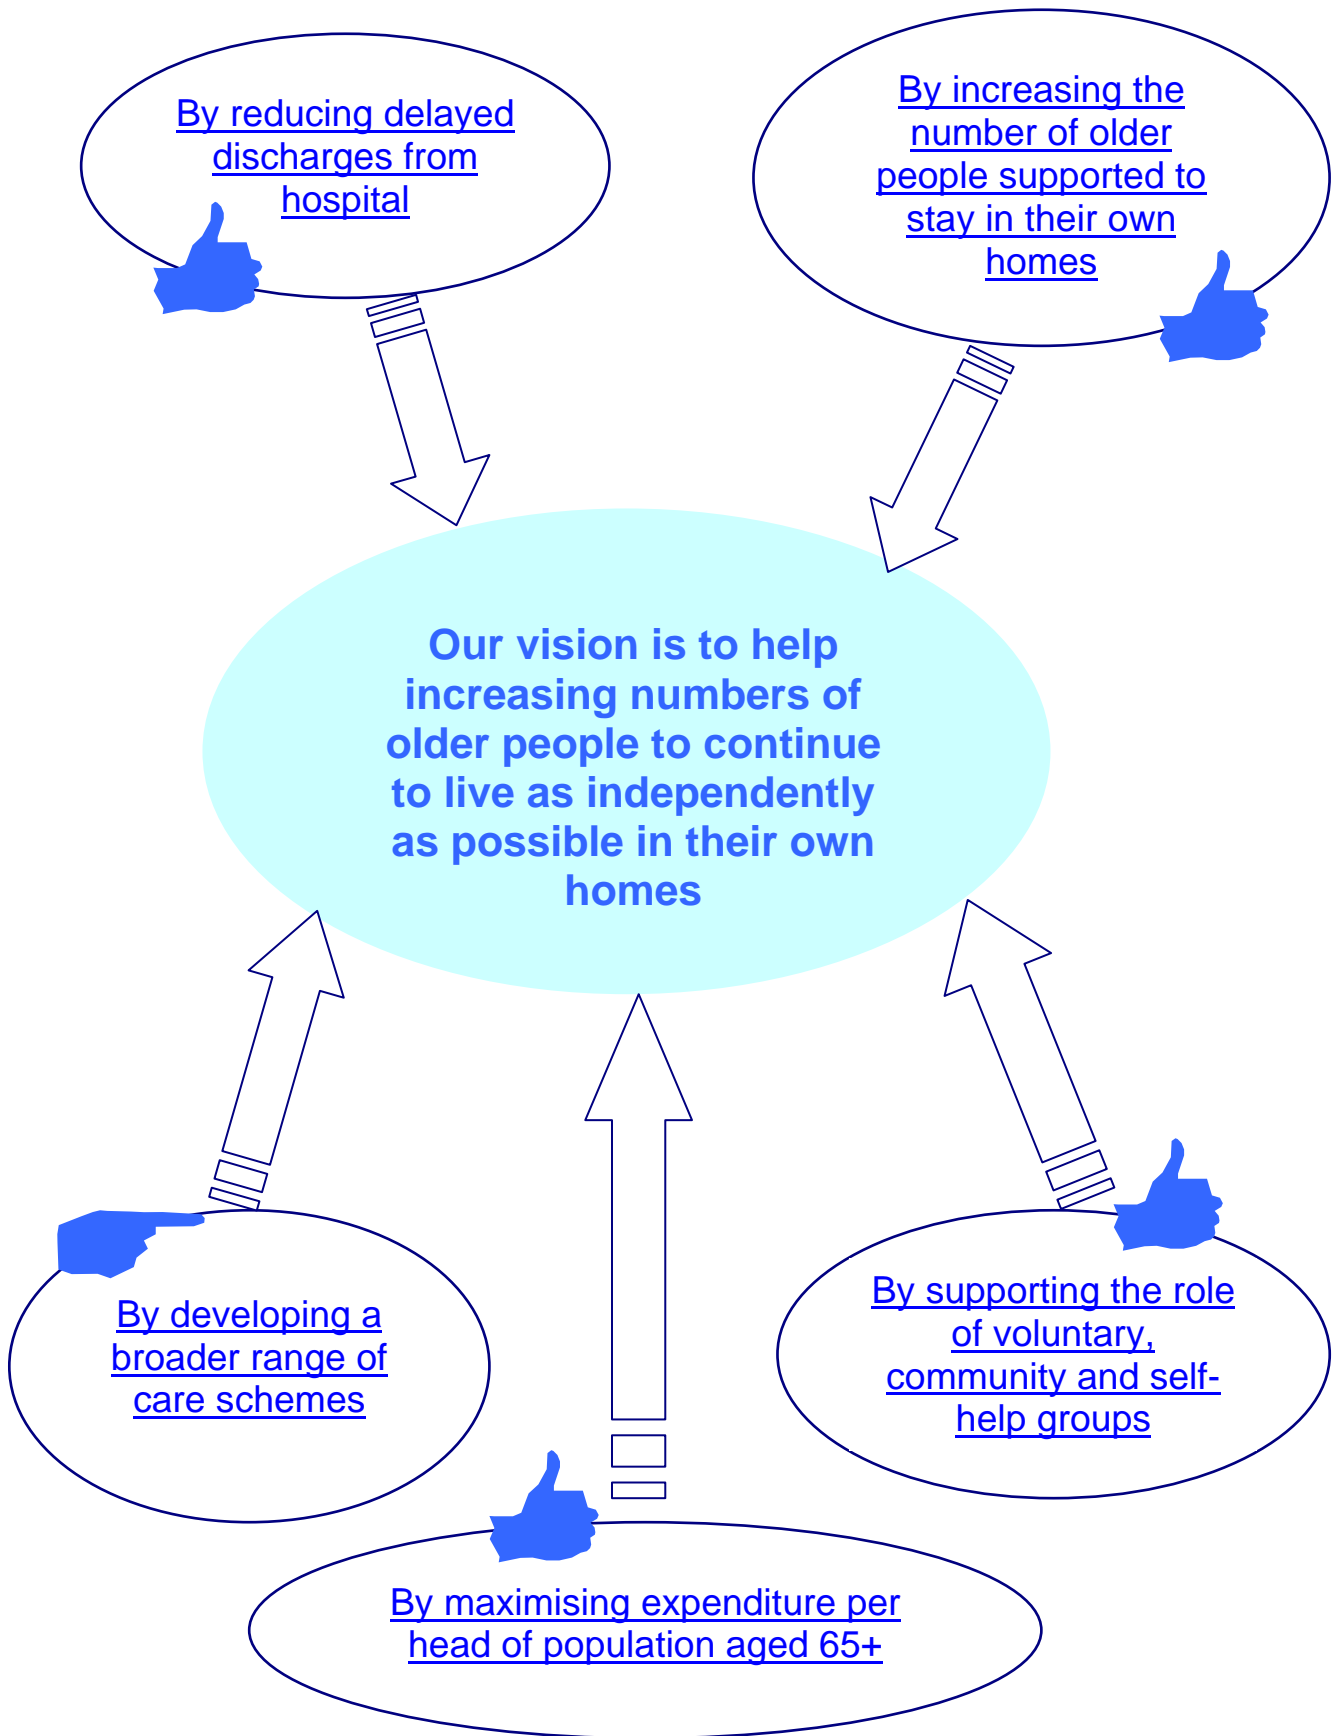 By reducing delayed
discharges from
hospital
By increasing the
number of older
people supported to
stay in their own
homes
Our vision is to help
increasing numbers of
older people to continue
to live as independently
as possible in their own
homes
By developing a
broader range of
care schemes
By supporting the role
of voluntary,
community and self-
help groups
By maximising expenditure per
head of population aged 65+